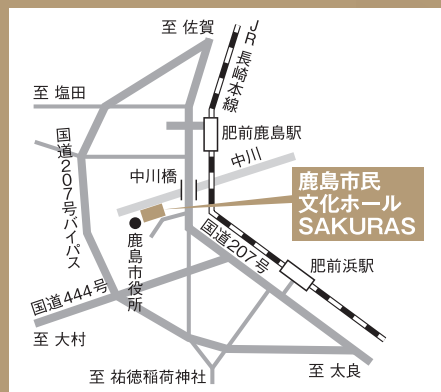 至 佐賀
JR長崎本線
至 塩田
肥前鹿島駅
国道207号バイパス
中川
中川橋
鹿島市民
文化ホール
SAKURAS
鹿島市役所
国道207号
肥前浜駅
国道444号
至 大村
至 太良
至 祐徳稲荷神社